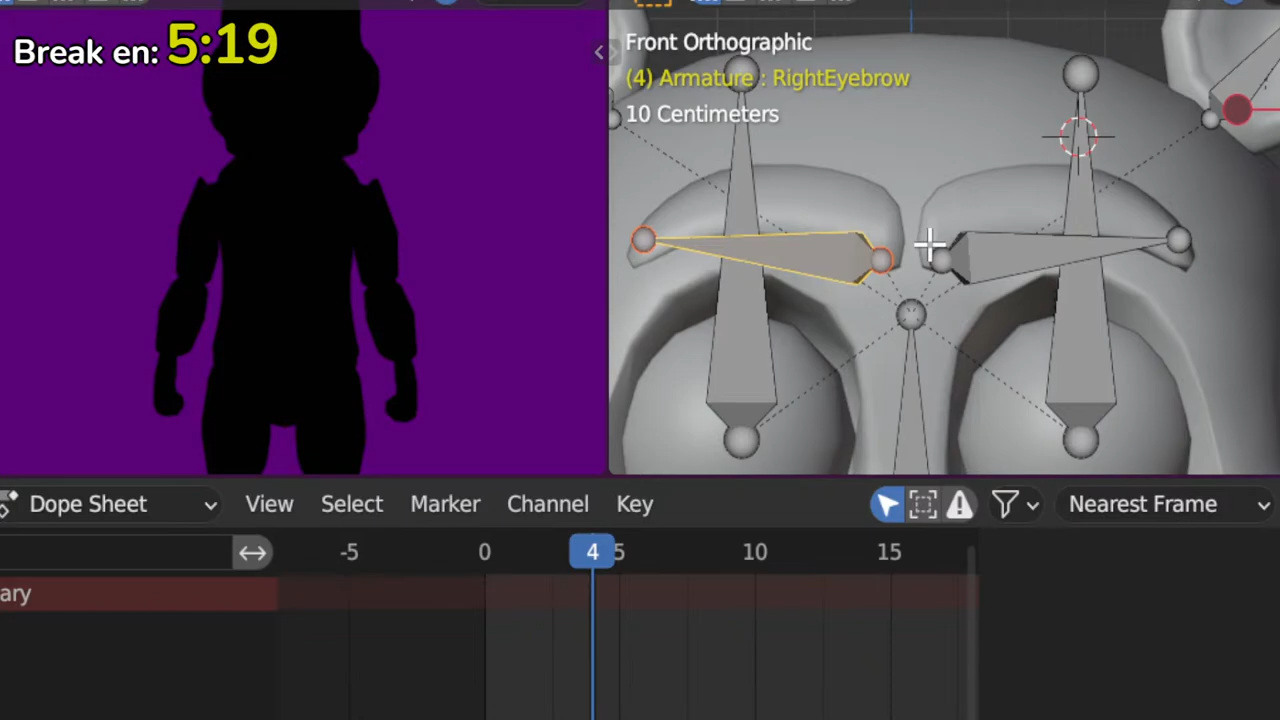 Break en: 5:19
Front Orthographic
(4) Armature : RightEyebrow
10 Centimeters
Dope Sheet View Select Marker Channel Key Nearest Frame
-5 0 4 5 10 15
ary